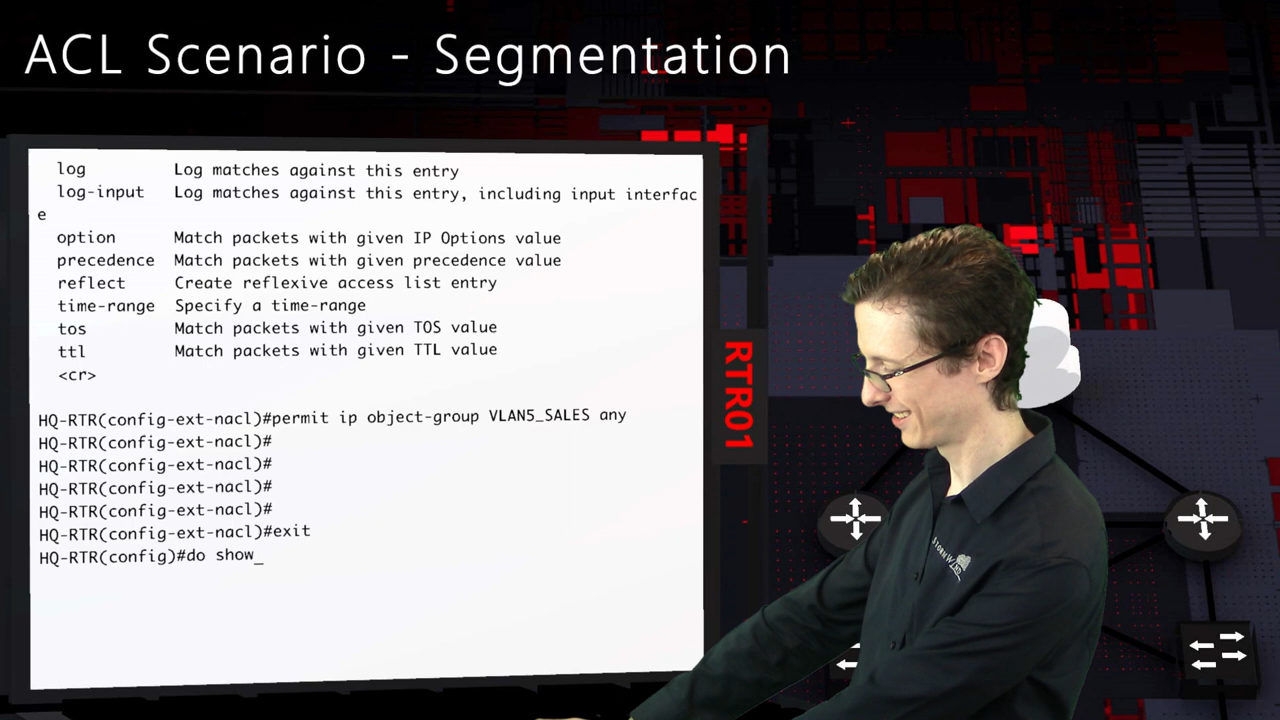 ACL Scenario - Segmentation
log Log matches against this entry
log-input Log matches against this entry, including input interfac
e
option Match packets with given IP Options value
precedence Match packets with given precedence value
reflect Create reflexive access list entry
time-range Specify a time-range
tos Match packets with given TOS value
ttl Match packets with given TTL value
<cr>
HQ-RTR(config-ext-nacl)#permit ip object-group VLAN5_SALES any
HQ-RTR(config-ext-nacl)#
HQ-RTR(config-ext-nacl)#
HQ-RTR(config-ext-nacl)#
HQ-RTR(config-ext-nacl)#
HQ-RTR(config-ext-nacl)#exit
HQ-RTR(config)#do show_
RTR01